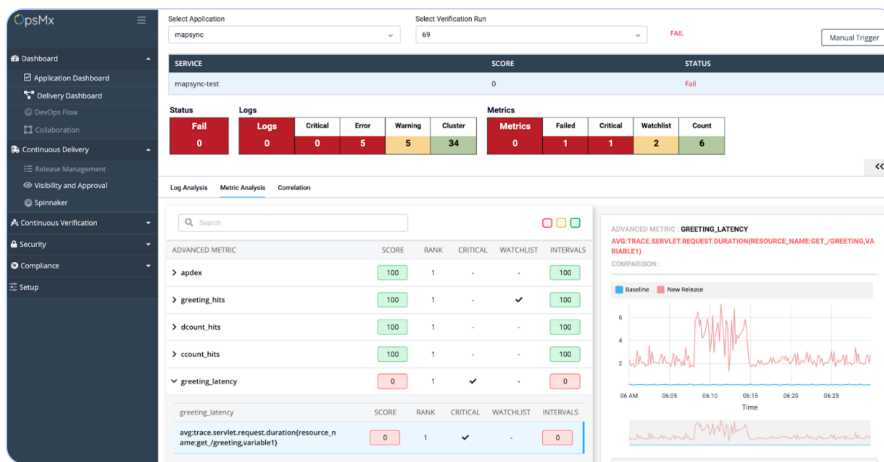 OpsMx
Dashboard
Application Dashboard
Delivery Dashboard
DevOps Flow
Collaboration
Continuous Delivery
Release Management
Visibility and Approval
Spinnaker
Continuous Verification
Security
Compliance
Setup
Select Application
mapsync
Select Verification Run
69
FAIL
Manual Trigger
SERVICE SCORE STATUS
mapsync-test 0 Fail
Status Logs Metrics
Fail Logs Critical Error Warning Cluster Metrics Failed Critical Watchlist Count
0 0 0 5 5 34 0 1 1 2 6
Log Analysis Metric Analysis Correlation
Search
ADVANCED METRIC SCORE RANK CRITICAL WATCHLIST INTERVALS
apdex 100 1 - - 100
greeting_hits 100 1 - 100
dcount_hits 100 1 - - 100
ccount_hits 100 1 - - 100
greeting_latency 0 1 - 0
greeting_latency SCORE RANK CRITICAL WATCHLIST INTERVALS
avg:trace.servlet.request.duration{resource_n
ame:get_/greeting,variable1} 0 1 - 0
ADVANCED METRIC : GREETING_LATENCY
AVG:TRACE.SERVLET.REQUEST.DURATION{RESOURCE_NAME:GET_/GREETING,VA
RIABLE1}
COMPARISON :
Baseline New Release
6
4
2
06 AM 06:05 06:10 06:15 06:20 06:25
Time